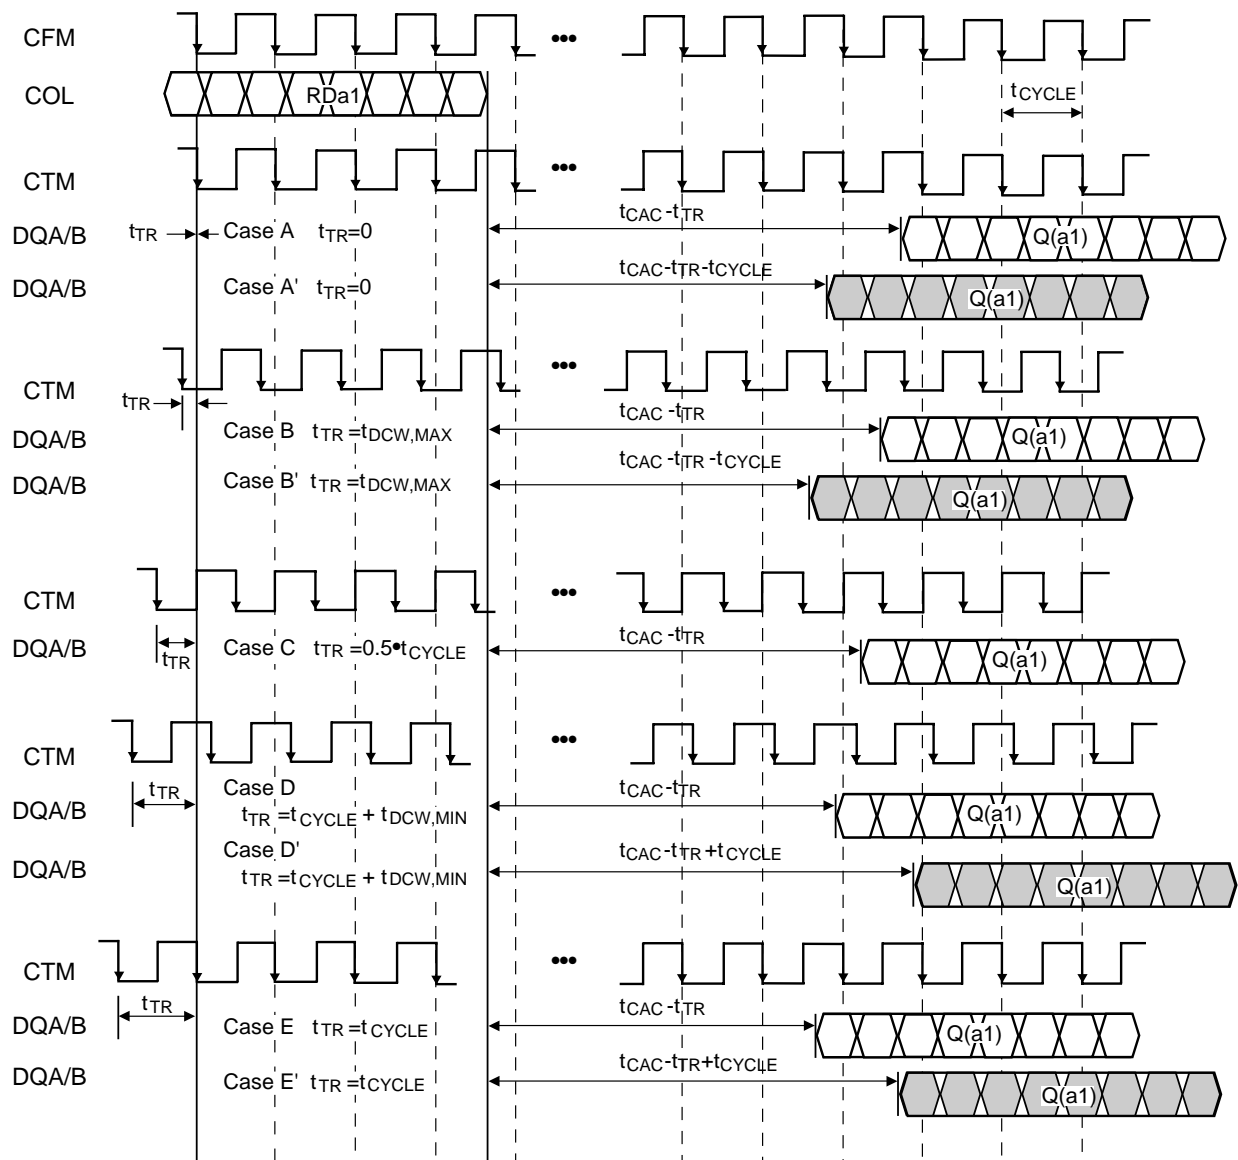 CFM
•••
COL
RDa1
tCYCLE
CTM
•••
tCAC -tTR
DQA/B
tTR
Case A tTR=0
Q(a1)
tCAC-tTR-tCYCLE
DQA/B
Case A' tTR=0
Q(a1)
CTM
•••
tTR
tCAC -tTR
DQA/B
Case B tTR =tDCW,MAX
Q(a1)
tCAC -tTR -tCYCLE
DQA/B
Case B' tTR =tDCW,MAX
Q(a1)
CTM
•••
tCAC -tTR
DQA/B
tTR
Case C tTR =0.5•tCYCLE
Q(a1)
CTM
•••
tTR
Case D
tCAC-tTR
DQA/B
tTR =tCYCLE + tDCW,MIN
Q(a1)
Case D'
tCAC -tTR +tCYCLE
DQA/B
tTR =tCYCLE + tDCW,MIN
Q(a1)
CTM
•••
tTR
tCAC -tTR
DQA/B
Case E tTR =tCYCLE
Q(a1)
tCAC-tTR+tCYCLE
DQA/B
Case E' tTR =tCYCLE
Q(a1)